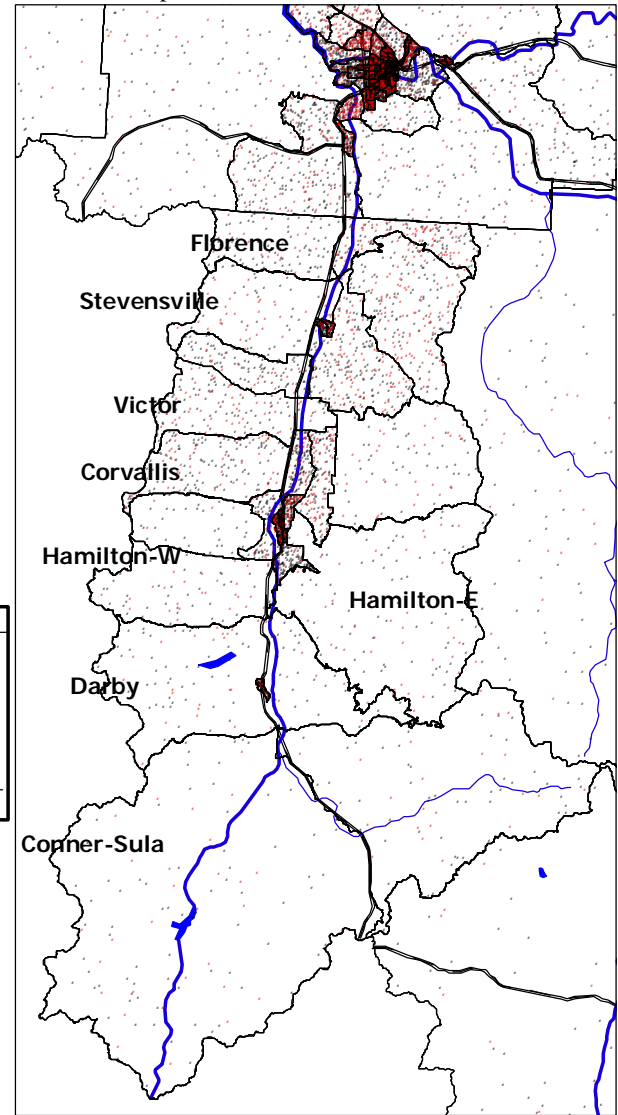 Florence
Stevensville
Victor
Corvallis
Hamilton-W
Hamilton-E
Darby
Conner-Sula